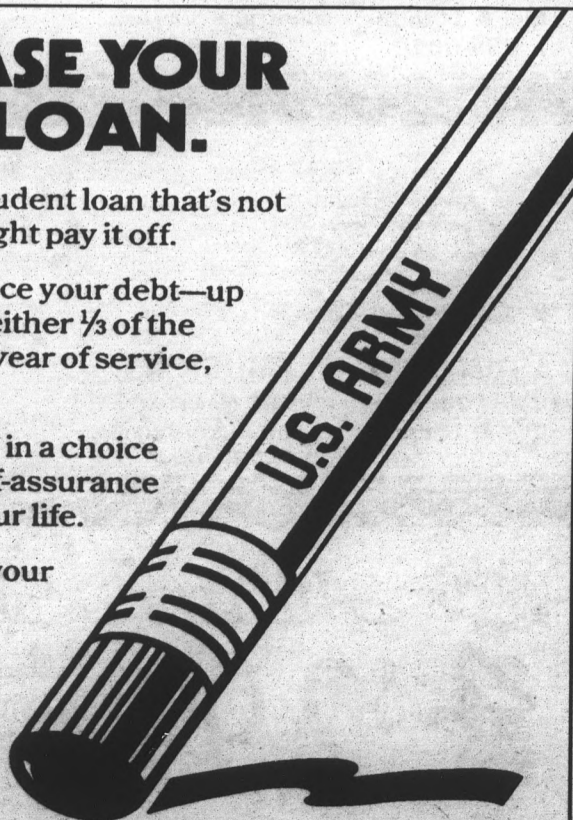 ASE YOUR
LOAN.
udent loan that's not
ght pay it off.
ce your debt—up
either ⅓ of the
year of service,
in a choice
f-assurance
ur life.
your
U.S. ARMY